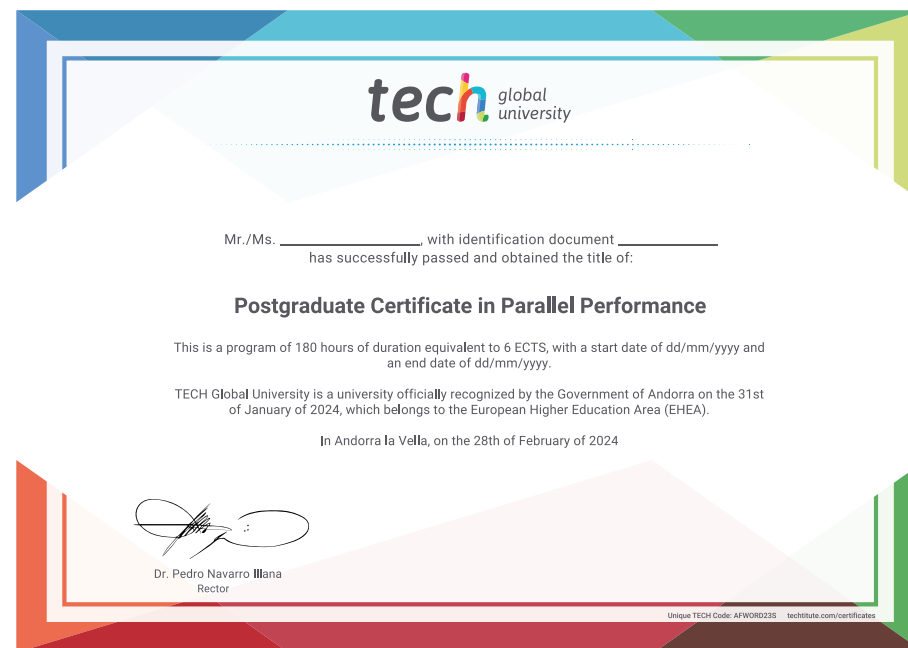 tech global university
Mr./Ms. ____________, with identification document ____________
has successfully passed and obtained the title of:
Postgraduate Certificate in Parallel Performance
This is a program of 180 hours of duration equivalent to 6 ECTS, with a start date of dd/mm/yyyy and
an end date of dd/mm/yyyy.
TECH Global University is a university officially recognized by the Government of Andorra on the 31st
of January of 2024, which belongs to the European Higher Education Area (EHEA).
In Andorra la Vella, on the 28th of February of 2024
Dr. Pedro Navarro Illana
Rector
Unique TECH Code: AFWORD23S techtitute.com/certificates